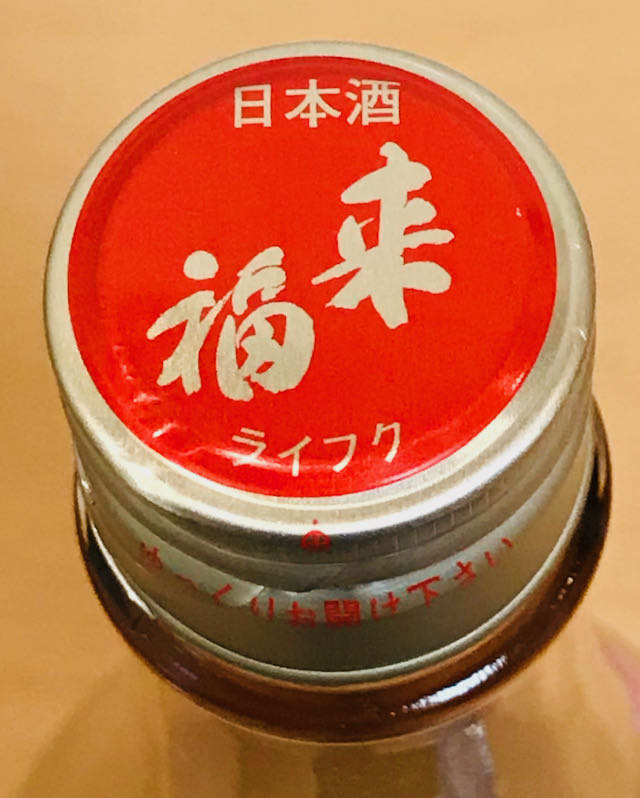 日本酒
来福
ライフク
ゆっくりお開け下さい